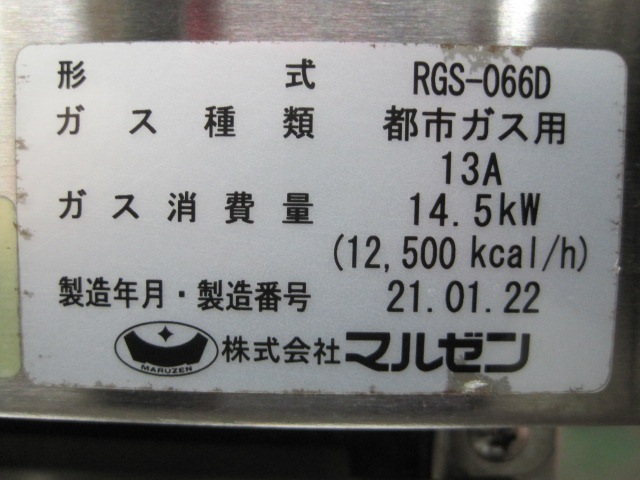 形式 RGS-066D
ガス種類 都市ガス用
13A
ガス消費量 14.5kW
(12,500 kcal/h)
製造年月・製造番号 21.01.22
MARUZEN 株式会社マルゼン